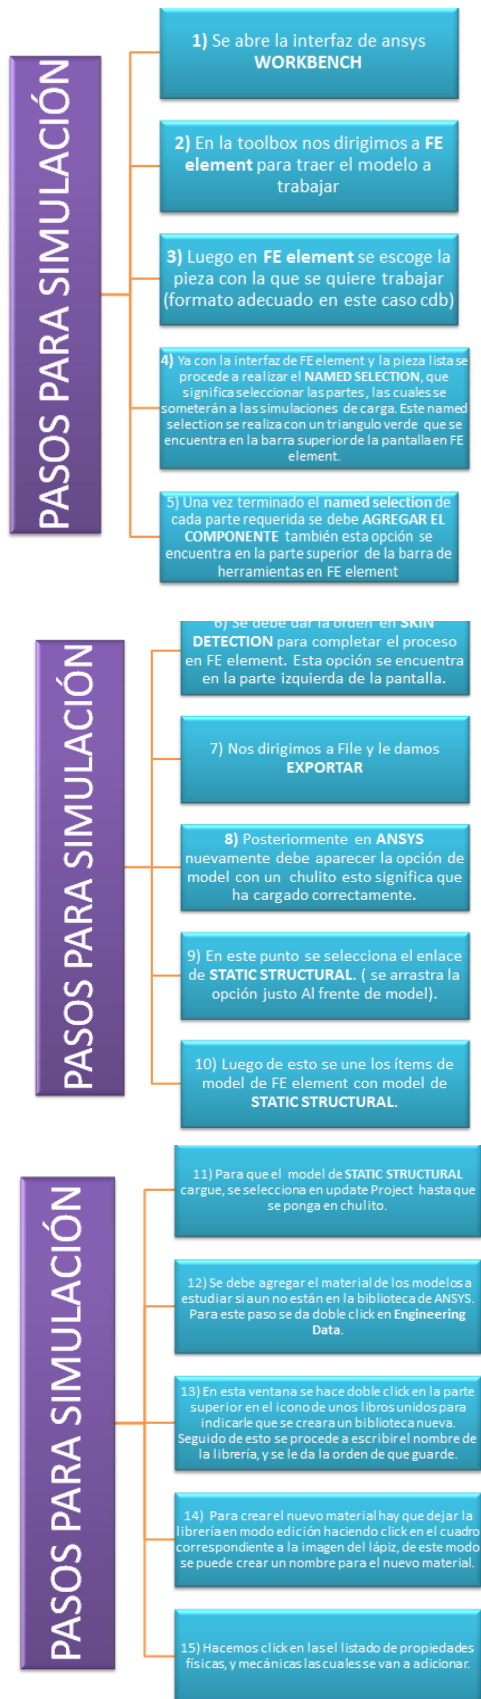 PASOS PARA SIMULACIÓN
1) Se abre la interfaz de ansys
WORKBENCH
2) En la toolbox nos dirigimos a FE
element para traer el modelo a
trabajar
3) Luego en FE element se escoge la
pieza con la que se quiere trabajar
(formato adecuado en este caso cdb)
4) Ya con la interfaz de FE element y la pieza lista se
procede a realizar el NAMED SELECTION, que
significa seleccionar las partes , las cuales se
someterán a las simulaciones de carga. Este named
selection se realiza con un triangulo verde que se
encuentra en la barra superior de la pantalla en FE
element.
5) Una vez terminado el named selection de
cada parte requerida se debe AGREGAR EL
COMPONENTE también esta opción se
encuentra en la parte superior de la barra de
herramientas en FE element
PASOS PARA SIMULACIÓN
6) Se debe dar la orden en SKIN
DETECTION para completar el proceso
en FE element. Esta opción se encuentra
en la parte izquierda de la pantalla.
7) Nos dirigimos a File y le damos
EXPORTAR
8) Posteriormente en ANSYS
nuevamente debe aparecer la opción de
model con un chulito esto significa que
ha cargado correctamente.
9) En este punto se selecciona el enlace
de STATIC STRUCTURAL. ( se arrastra la
opción justo Al frente de model).
10) Luego de esto se une los ítems de
model de FE element con model de
STATIC STRUCTURAL.
PASOS PARA SIMULACIÓN
11) Para que el model de STATIC STRUCTURAL
cargue, se selecciona en update Project hasta que
se ponga en chulito.
12) Se debe agregar el material de los modelos a
estudiar si aun no están en la biblioteca de ANSYS.
Para este paso se da doble click en Engineering
Data.
13) En esta ventana se hace doble click en la parte
superior en el icono de unos libros unidos para
indicarle que se creara un biblioteca nueva.
Seguido de esto se procede a escribir el nombre de
la librería, y se le da la orden de que guarde.
14) Para crear el nuevo material hay que dejar la
librería en modo edición haciendo click en el cuadro
correspondiente a la imagen del lápiz, de este modo
se puede crear un nombre para el nuevo material.
15) Hacemos click en las el listado de propiedades
físicas, y mecánicas las cuales se van a adicionar.